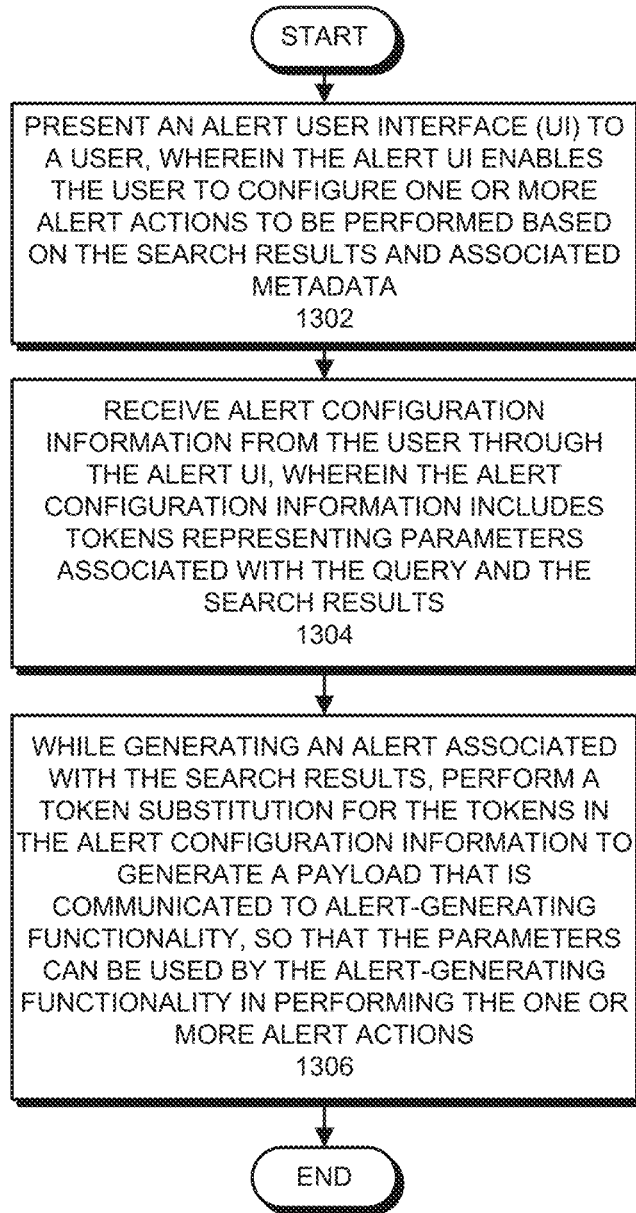 START
PRESENT AN ALERT USER INTERFACE (UI) TO
A USER, WHEREIN THE ALERT UI ENABLES
THE USER TO CONFIGURE ONE OR MORE
ALERT ACTIONS TO BE PERFORMED BASED
ON THE SEARCH RESULTS AND ASSOCIATED
METADATA
1302
RECEIVE ALERT CONFIGURATION
INFORMATION FROM THE USER THROUGH
THE ALERT UI, WHEREIN THE ALERT
CONFIGURATION INFORMATION INCLUDES
TOKENS REPRESENTING PARAMETERS
ASSOCIATED WITH THE QUERY AND THE
SEARCH RESULTS
1304
WHILE GENERATING AN ALERT ASSOCIATED
WITH THE SEARCH RESULTS, PERFORM A
TOKEN SUBSTITUTION FOR THE TOKENS IN
THE ALERT CONFIGURATION INFORMATION TO
GENERATE A PAYLOAD THAT IS
COMMUNICATED TO ALERT-GENERATING
FUNCTIONALITY, SO THAT THE PARAMETERS
CAN BE USED BY THE ALERT-GENERATING
FUNCTIONALITY IN PERFORMING THE ONE OR
MORE ALERT ACTIONS
1306
END